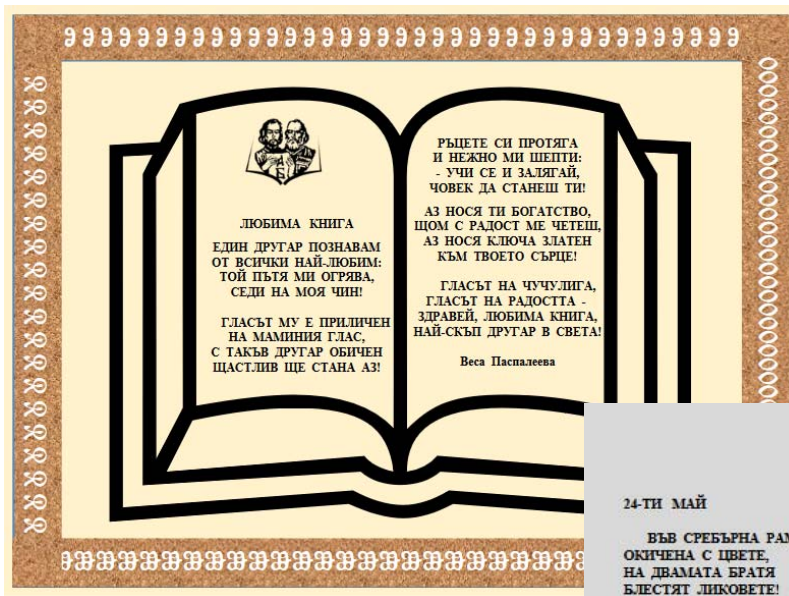 ЛЮБИМА КНИГА
ЕДИН ДРУГАР ПОЗНАВАМ
ОТ ВСИЧКИ НАЙ-ЛЮБИМ:
ТОЙ ПЪТЯ МИ ОГРЯВА,
СЕДИ НА МОЯ ЧИН!
ГЛАСЪТ МУ Е ПРИЛИЧЕН
НА МАМИНИЯ ГЛАС,
С ТАКЪВ ДРУГАР ОБИЧЕН
ЩАСТЛИВ ЩЕ СТАНА АЗ!
РЪЦЕТЕ СИ ПРОТЯГА
И НЕЖНО МИ ШЕПТИ:
- УЧИ СЕ И ЗАЛЯГАЙ,
ЧОВЕК ДА СТАНЕШ ТИ!
АЗ НОСЯ ТИ БОГАТСТВО,
ЩОМ С РАДОСТ МЕ ЧЕТЕШ,
АЗ НОСЯ КЛЮЧА ЗЛАТЕН
КЪМ ТВОЕТО СЪРЦЕ!
ГЛАСЪТ НА ЧУЧУЛИГА,
ГЛАСЪТ НА РАДОСТТА -
ЗДРАВЕЙ, ЛЮБИМА КНИГА,
НАЙ-СКЪП ДРУГАР В СВЕТА!
Веса Паспалеева
24-ТИ МАЙ
ВЪВ СРЕБЪРНА
ОКИЧЕНА С ЦВЕТЕ,
НА ДВАМАТА БРАТЯ
БЛЕСТЯТ ЛИКОВЕТЕ!